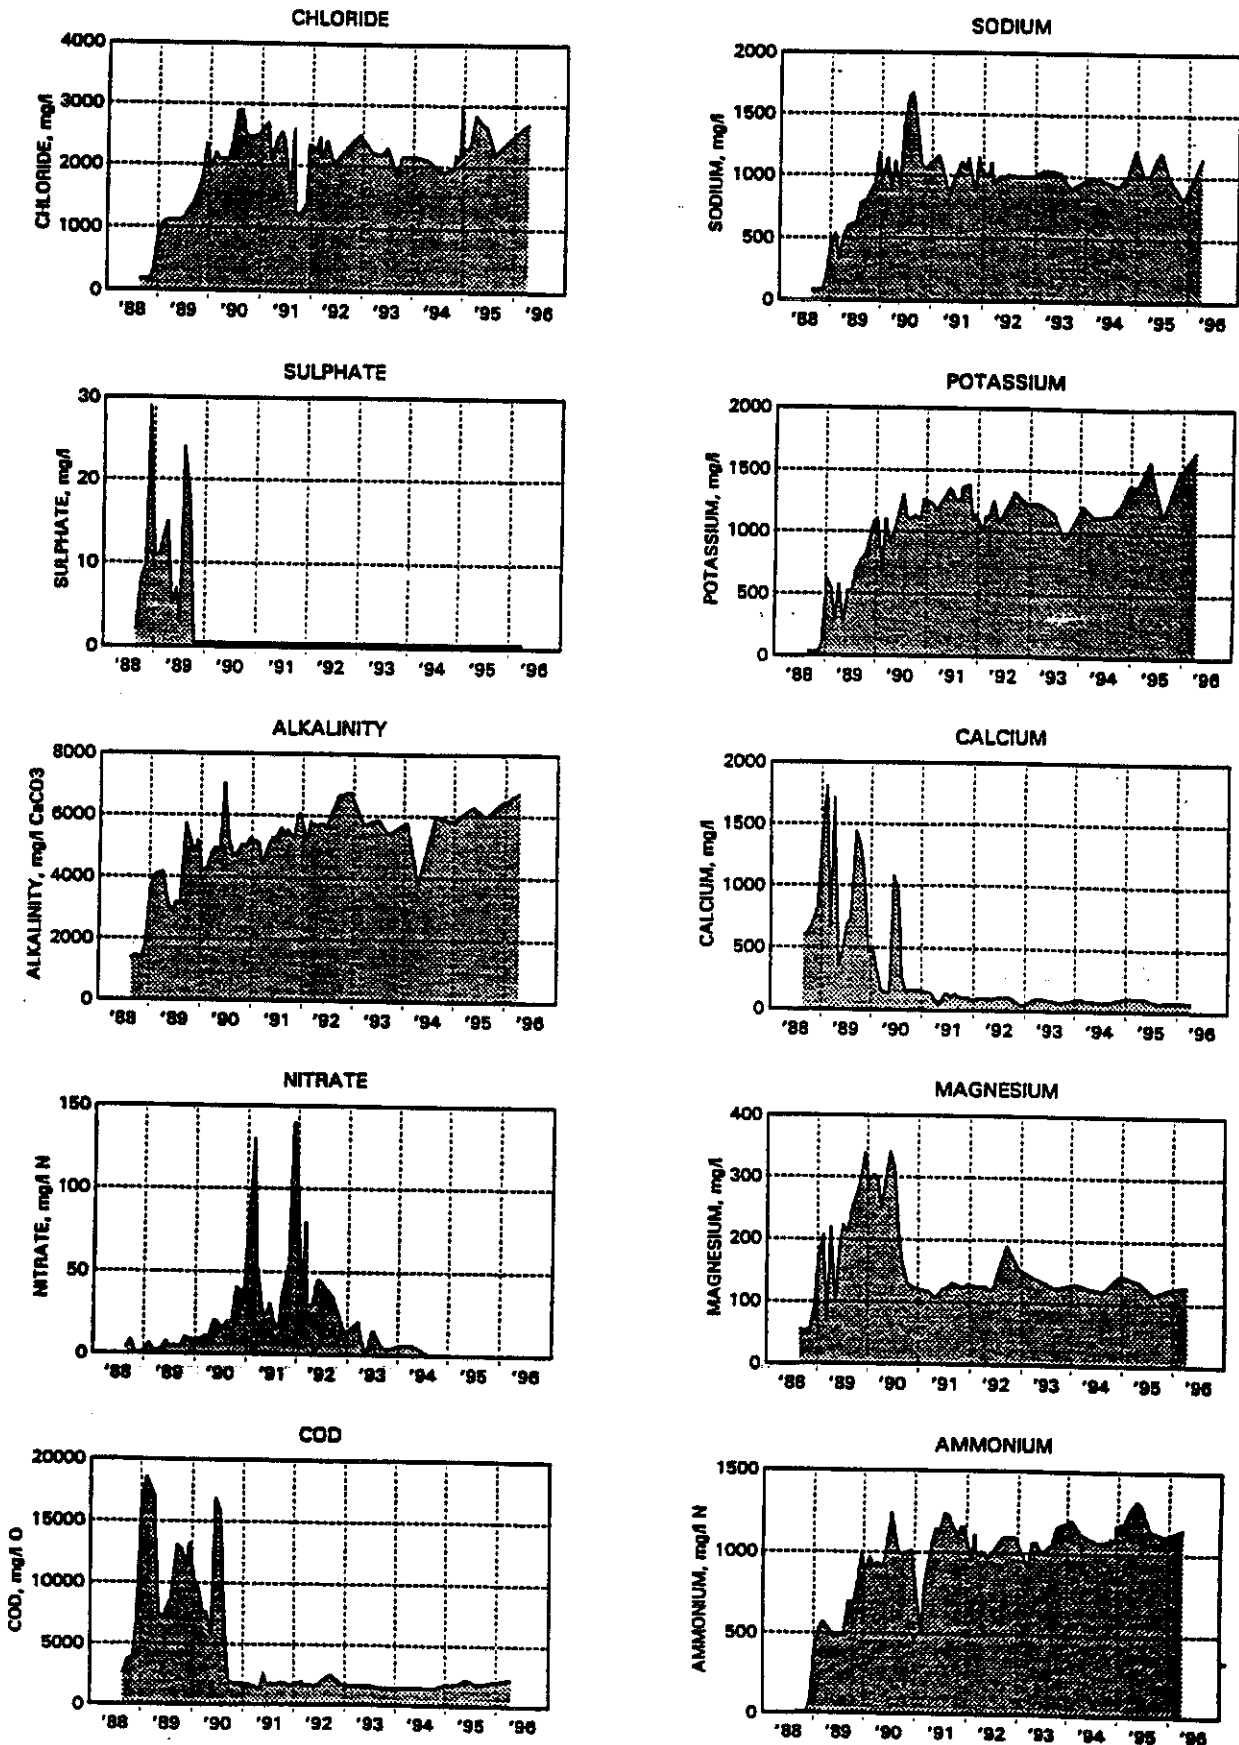 CHLORIDE
CHLORIDE, mg/l
4000
3000
2000
1000
0
'88 '89 '90 '91 '92 '93 '94 '95 '96
SODIUM
SODIUM, mg/l
2000
1500
1000
500
0
'88 '89 '90 '91 '92 '93 '94 '95 '96
SULPHATE
SULPHATE, mg/l
30
20
10
0
'88 '89 '90 '91 '92 '93 '94 '95 '96
POTASSIUM
POTASSIUM, mg/l
2000
1500
1000
500
0
'88 '89 '90 '91 '92 '93 '94 '95 '96
ALKALINITY
ALKALINITY, mg/l CaCO3
8000
6000
4000
2000
0
'88 '89 '90 '91 '92 '93 '94 '95 '96
CALCIUM
CALCIUM, mg/l
2000
1500
1000
500
0
'88 '89 '90 '91 '92 '93 '94 '95 '96
NITRATE
NITRATE, mg/l N
150
100
50
0
'88 '89 '90 '91 '92 '93 '94 '95 '96
MAGNESIUM
MAGNESIUM, mg/l
400
300
200
100
0
'88 '89 '90 '91 '92 '93 '94 '95 '96
COD
COD, mg/l O
20000
15000
10000
5000
0
'88 '89 '90 '91 '92 '93 '94 '95 '96
AMMONIUM
AMMONIUM, mg/l N
1500
1000
500
0
'88 '89 '90 '91 '92 '93 '94 '95 '96